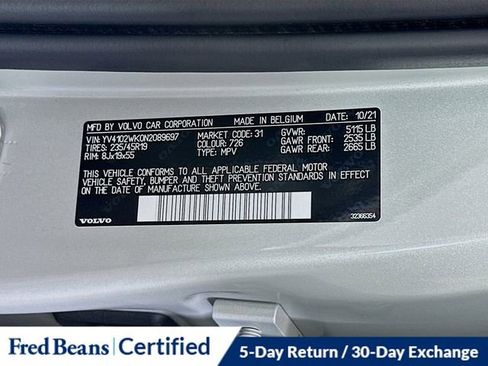 MFD BY VOLVO CAR CORPORATION MADE IN BELGIUM 10/21
VIN: YV4102WK0N2089697 MARKET CODE: 31 GVWR: 5115 LB
TIRES: 235/45R19 COLOUR: 726 GAWR FRONT: 2535 LB
RIM: 8Jx19x55 TYPE: MPV GAWR REAR: 2665 LB
THIS VEHICLE CONFORMS TO ALL APPLICABLE FEDERAL MOTOR
VEHICLE SAFETY, BUMPER AND THEFT PREVENTION STANDARDS IN EFFECT
ON THE DATE OF MANUFACTURE SHOWN ABOVE.
VOLVO 32366354
Fred Beans Certified 5-Day Return / 30-Day Exchange